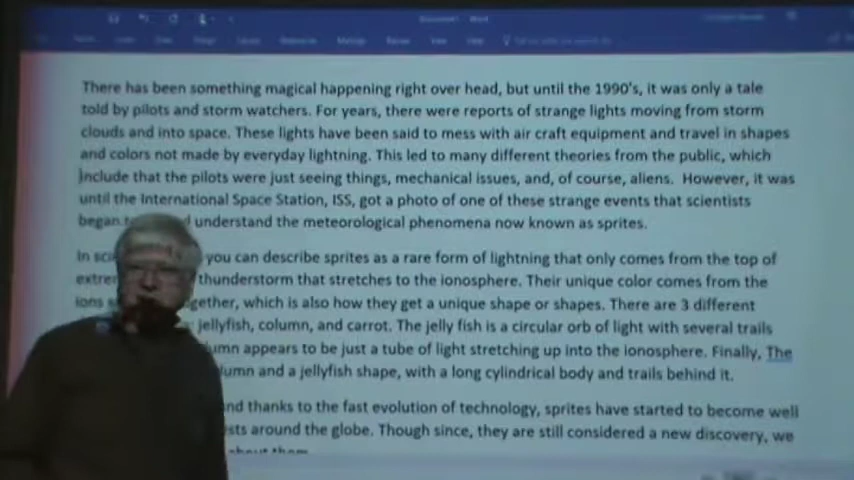 There has been something magical happening right over head, but until the 1990's, it was only a tale
told by pilots and storm watchers. For years, there were reports of strange lights moving from storm
clouds and into space. These lights have been said to mess with air craft equipment and travel in shapes
and colors not made by everyday lightning. This led to many different theories from the public, which
include that the pilots were just seeing things, mechanical issues, and, of course, aliens. However, it was
until the International Space Station, ISS, got a photo of one of these strange events that scientists
began understand the meteorological phenomena now known as sprites.
In you can describe sprites as a rare form of lightning that only comes from the top of
thunderstorm that stretches to the ionosphere. Their unique color comes from the
ions which is also how they get a unique shape or shapes. There are 3 different
jellyfish, column, and carrot. The jelly fish is a circular orb of light with several trails
appears to be just a tube of light stretching up into the ionosphere. Finally, The
and a jellyfish shape, with a long cylindrical body and trails behind it.
thanks to the fast evolution of technology, sprites have started to become well
around the globe. Though since, they are still considered a new discovery, we
about them